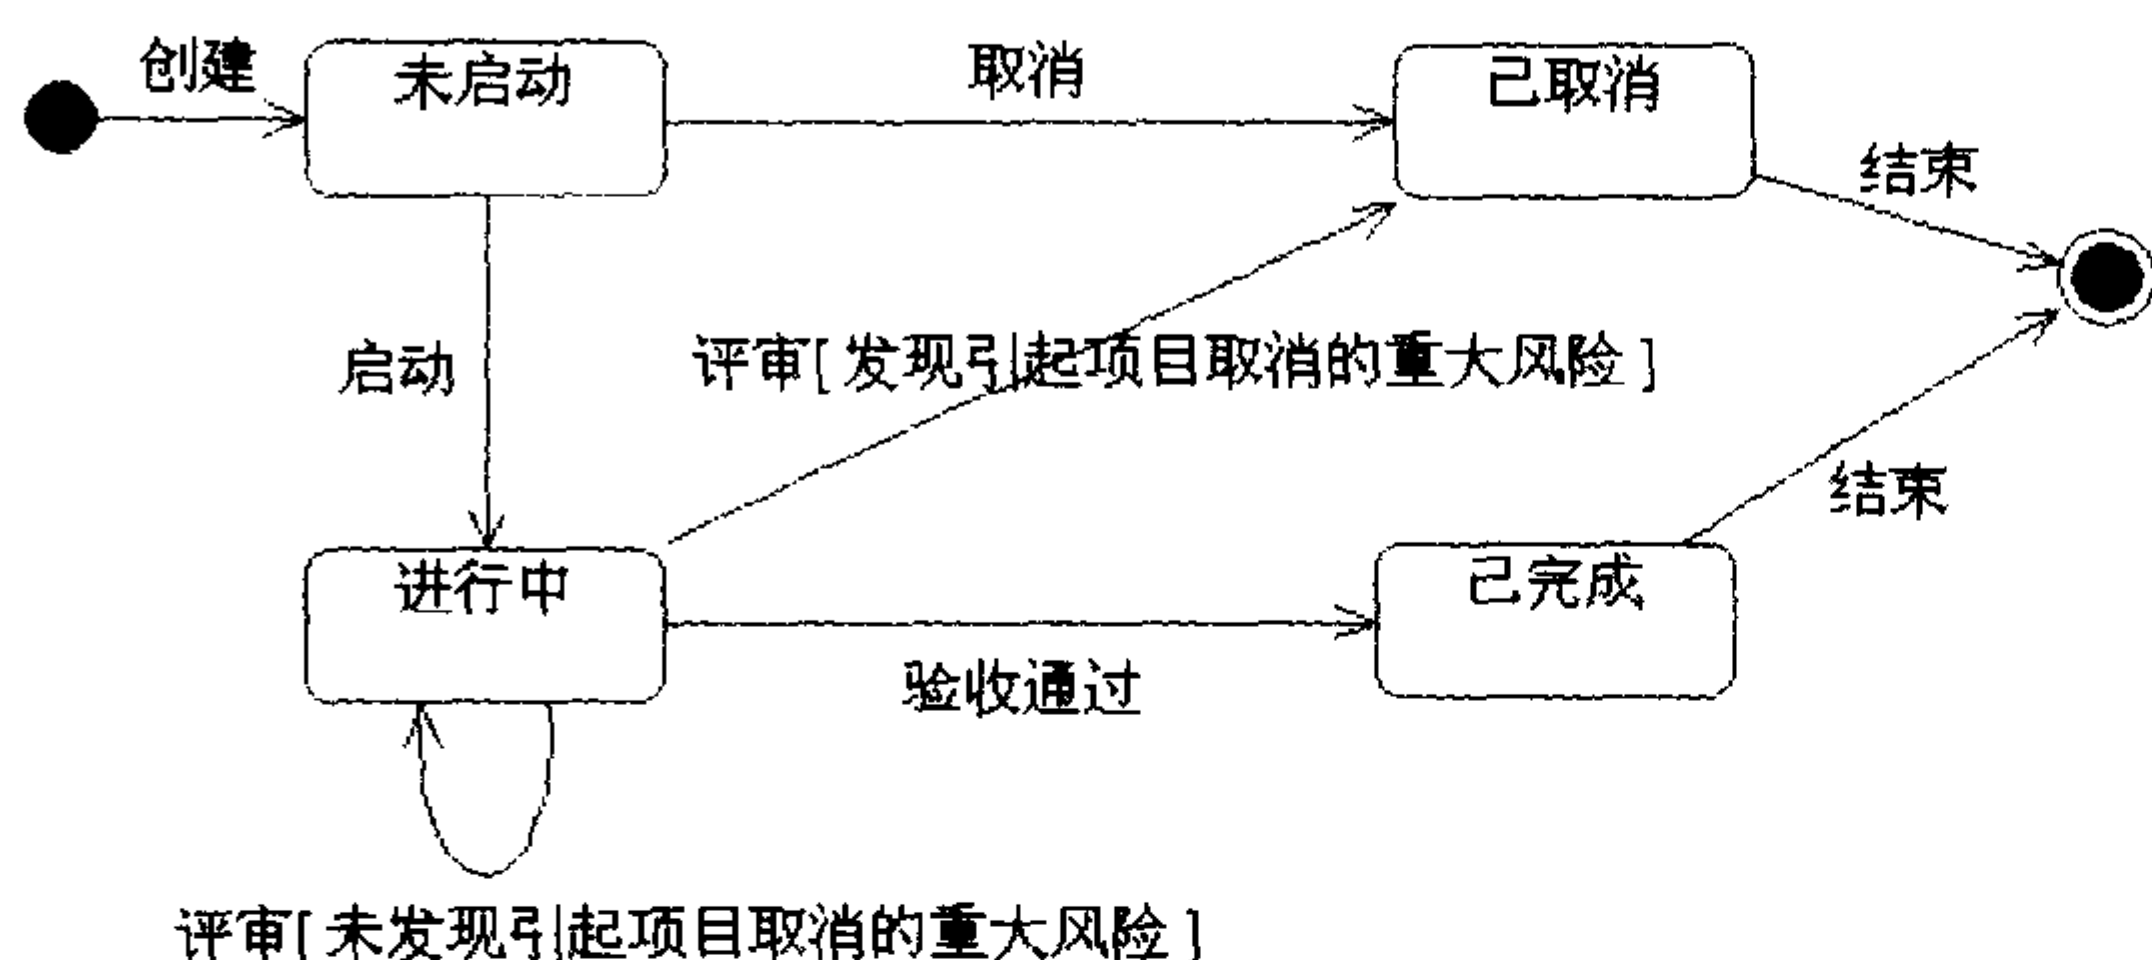 创建
未启动
取消
已取消
结束
启动
评审[发现引起项目取消的重大风险]
进行中
已完成
结束
验收通过
评审[未发现引起项目取消的重大风险]